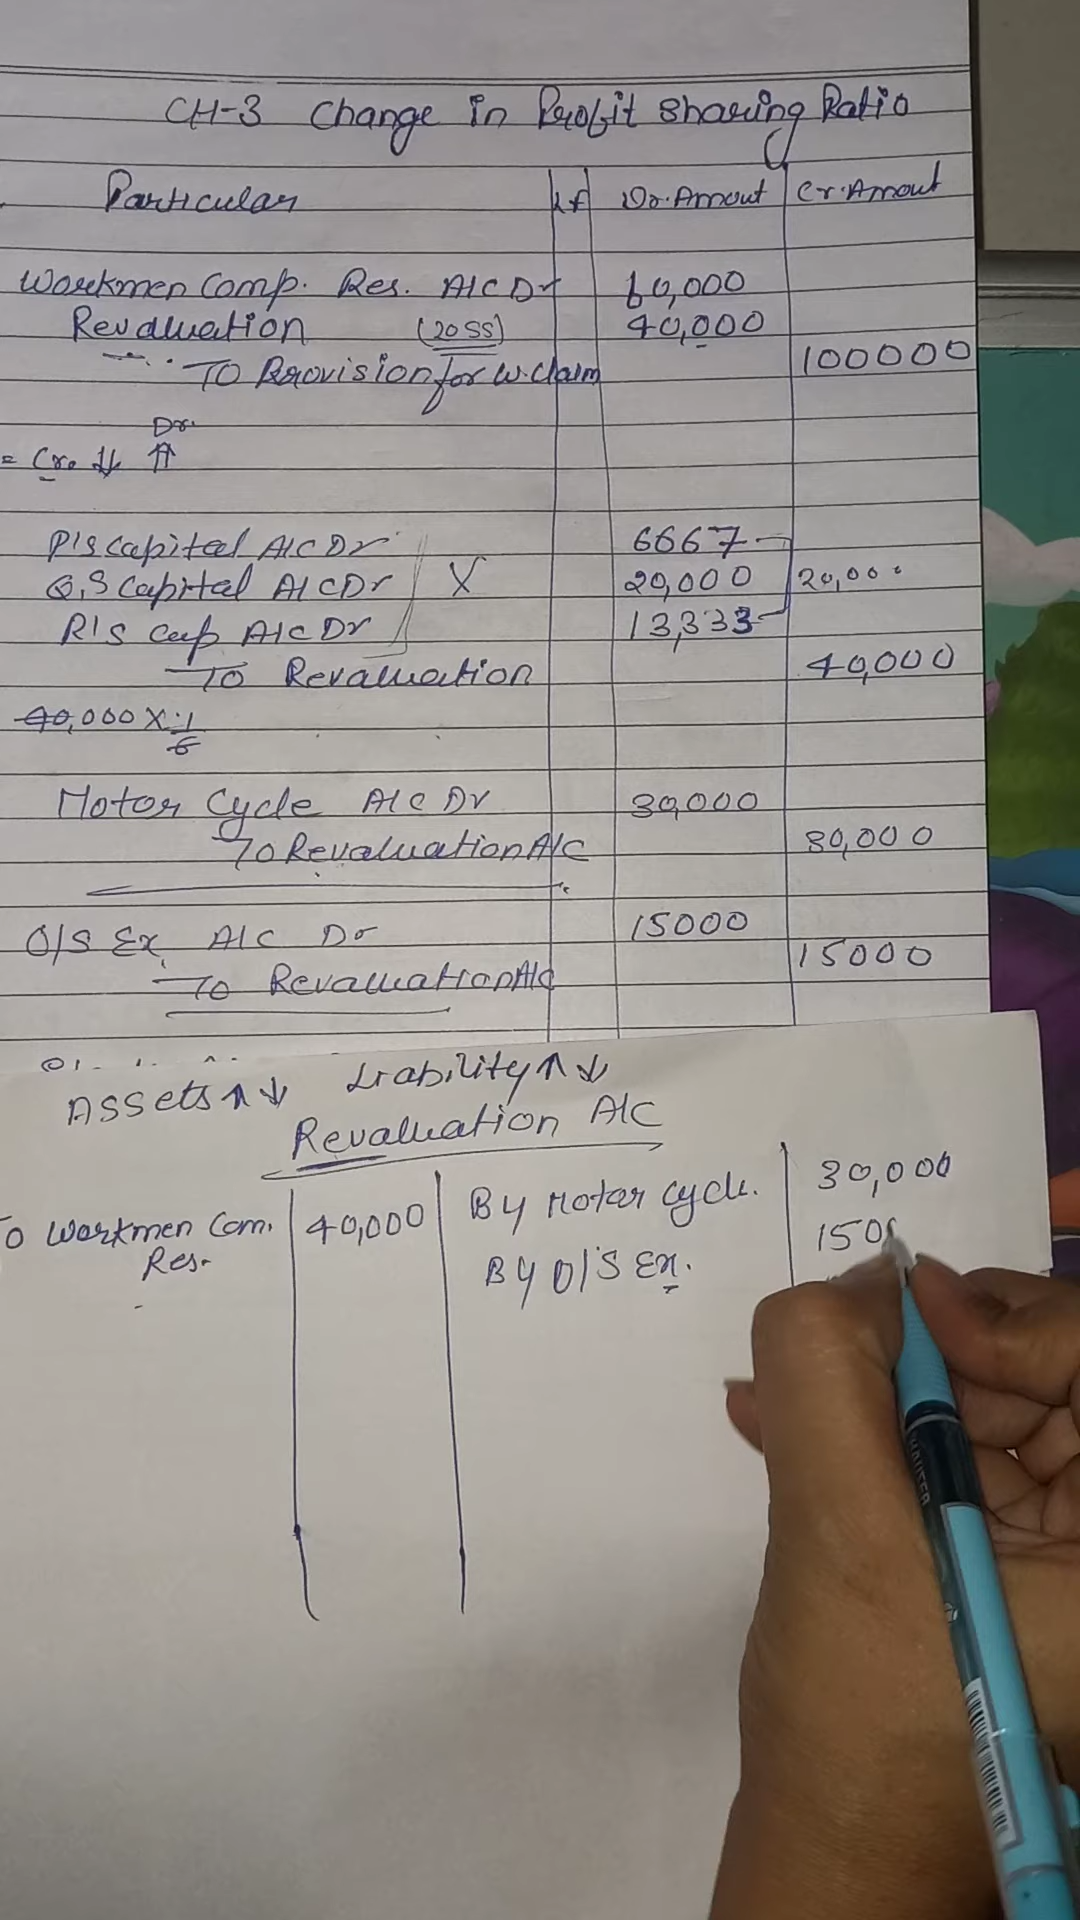 CH-3 Change in Profit Sharing Ratio
Particular Lf Dr. Amout Cr. Amout
Workmen Comp. Res. A/C Dr 60,000
Revaluation (Loss) 40,000
To Provision for W. Claim 100000
Dr.
= Cr. ↓ ↑
P's Capital A/C Dr 6667
Q,s Capital A/C Dr X 20,000 20,000
R's Cap A/C Dr 13,333
To Revaluation 40,000
40,000 X 1/6
Motor Cycle A/C Dr 30,000
To Revaluation A/C 30,000
O/S Ex. A/C Dr 15000
To Revaluation A/C 15000
Assets ↑ ↓ Liability ↑ ↓
Revaluation A/C
To Workmen Com. 40,000 By Motor Cycle. 30,000
Res. By O/S Ex. 150